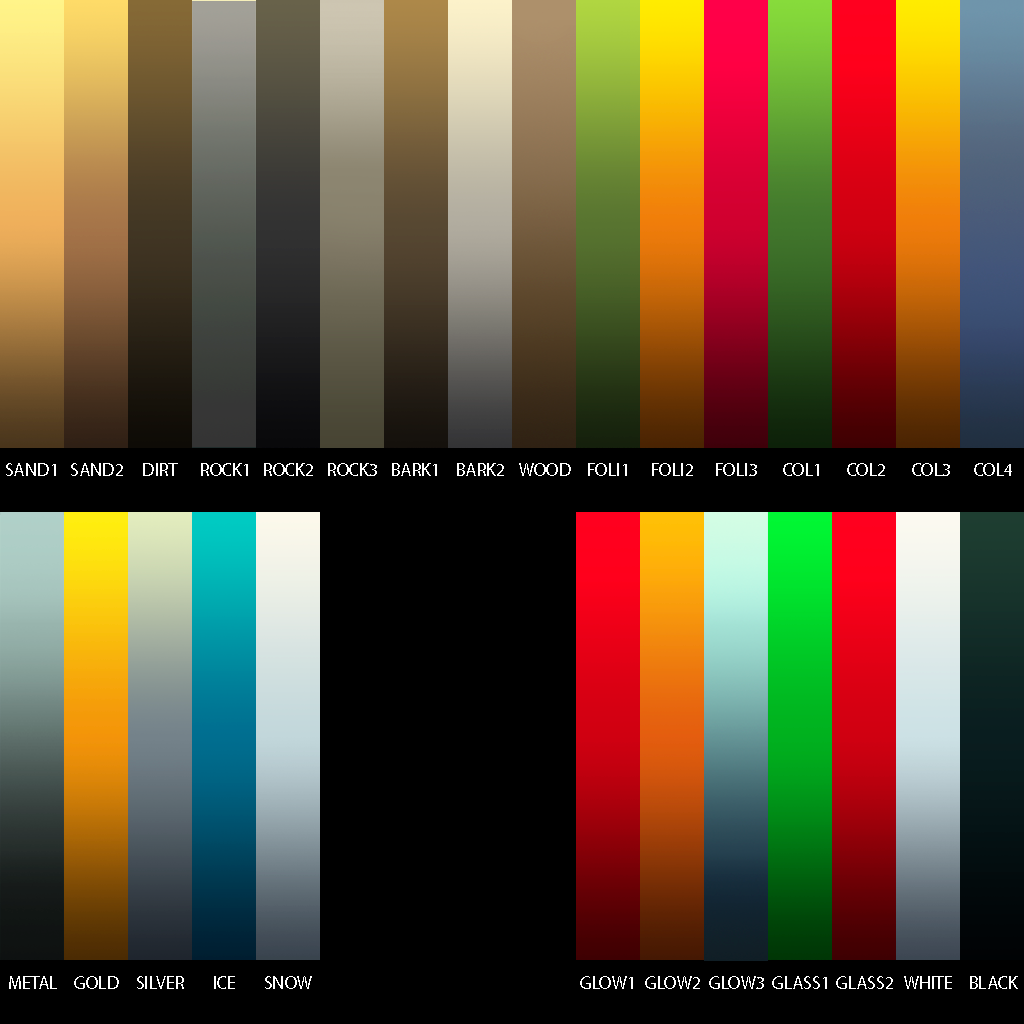 SAND1 SAND2 DIRT ROCK1 ROCK2 ROCK3 BARK1 BARK2 WOOD FOLI1 FOLI2 FOLI3 COL1 COL2 COL3 COL4
METAL GOLD SILVER ICE SNOW GLOW1 GLOW2 GLOW3 GLASS1 GLASS2 WHITE BLACK